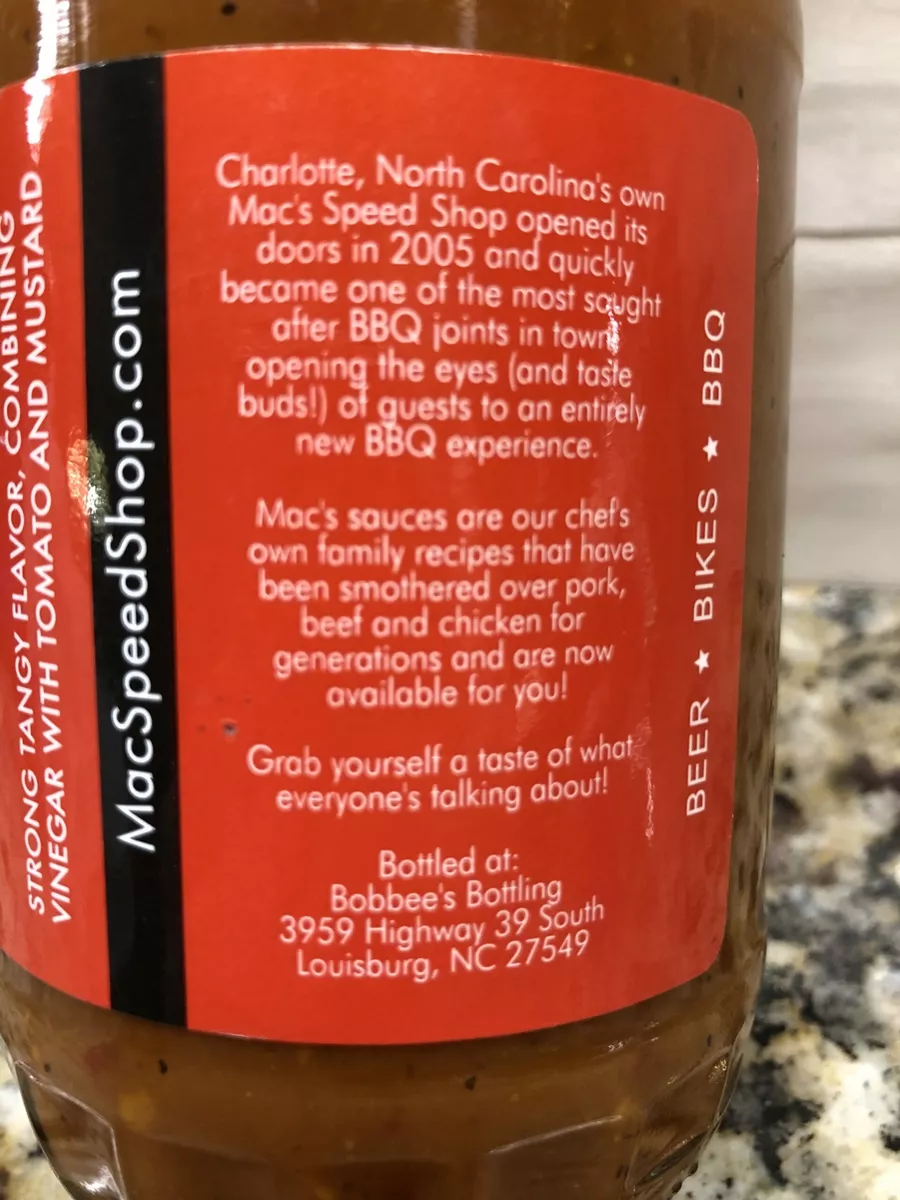 STRONG TANGY FLAVOR, COMBINING
VINEGAR WITH TOMATO AND MUSTARD
MacSpeedShop.com
Charlotte, North Carolina's own
Mac's Speed Shop opened its
doors in 2005 and quickly
became one of the most sought
after BBQ joints in town,
opening the eyes (and taste
buds!) of guests to an entirely
new BBQ experience.
Mac's sauces are our chef's
own family recipes that have
been smothered over pork,
beef and chicken for
generations and are now
available for you!
Grab yourself a taste of what
everyone's talking about!
Bottled at:
Bobbee's Bottling
3959 Highway 39 South
Louisburg, NC 27549
BEER ★ BIKES ★ BBQ